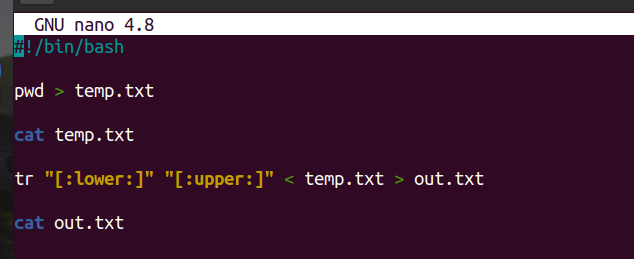 GNU nano 4.8
#!/bin/bash
pwd > temp.txt
cat temp.txt
tr "[:lower:]" "[:upper:]" < temp.txt > out.txt
cat out.txt